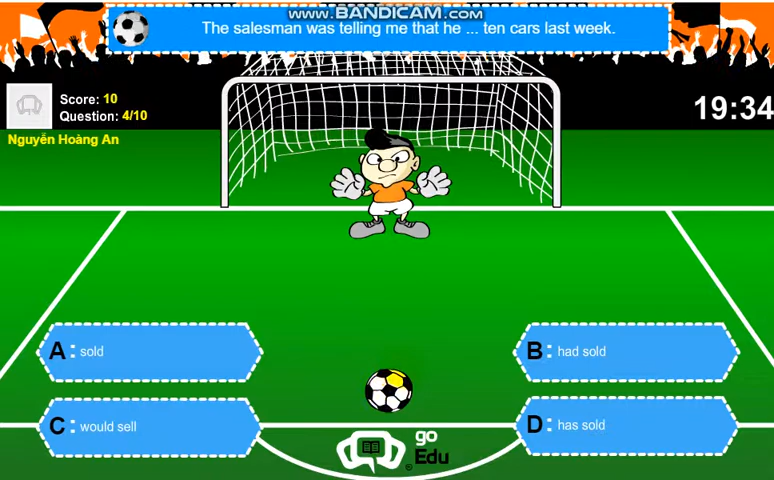 www.BANDICAM.com
The salesman was telling me that he ... ten cars last week.
Score: 10
Question: 4/10
19:34
Nguyễn Hoàng An
A : sold
B : had sold
C : would sell
D : has sold
go
Edu